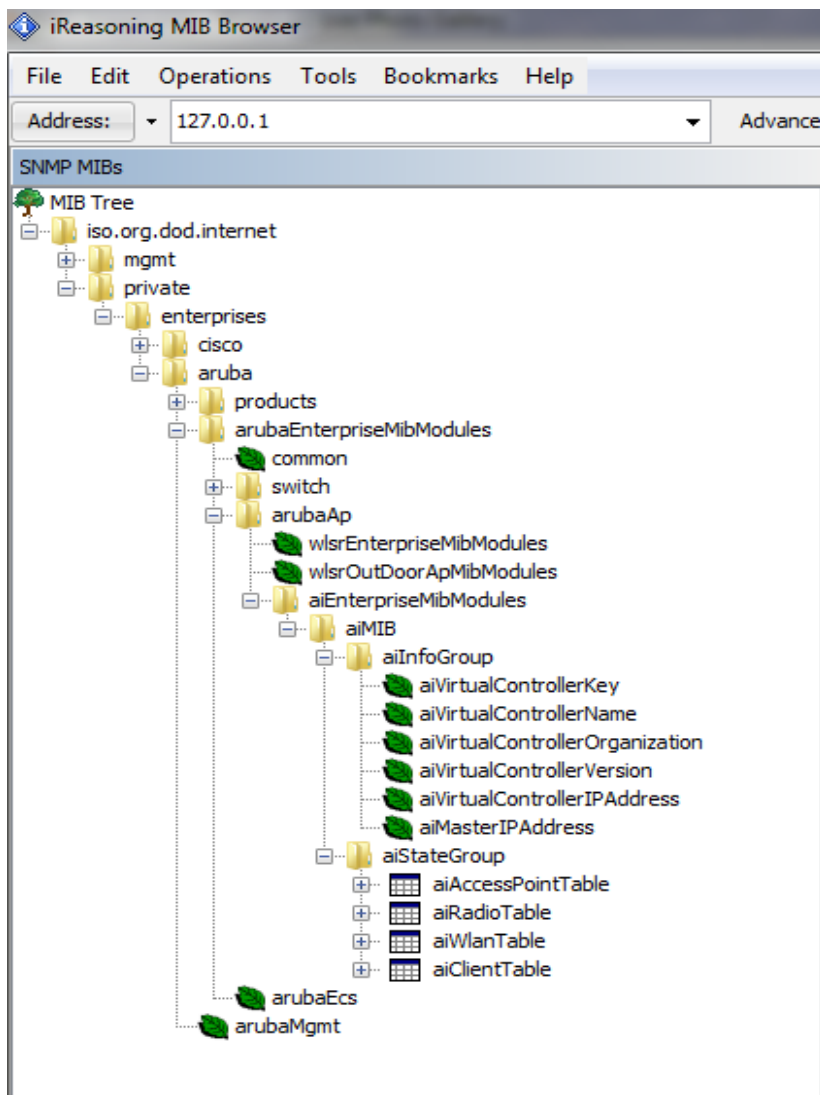 iReasoning MIB Browser
File Edit Operations Tools Bookmarks Help
Address: 127.0.0.1 Advance
SNMP MIBs
MIB Tree
iso.org.dod.internet
mgmt
private
enterprises
cisco
aruba
products
arubaEnterpriseMibModules
common
switch
arubaAp
wlsrEnterpriseMibModules
wlsrOutDoorApMibModules
aiEnterpriseMibModules
aiMIB
aiInfoGroup
aiVirtualControllerKey
aiVirtualControllerName
aiVirtualControllerOrganization
aiVirtualControllerVersion
aiVirtualControllerIPAddress
aiMasterIPAddress
aiStateGroup
aiAccessPointTable
aiRadioTable
aiWlanTable
aiClientTable
arubaEcs
arubaMgmt